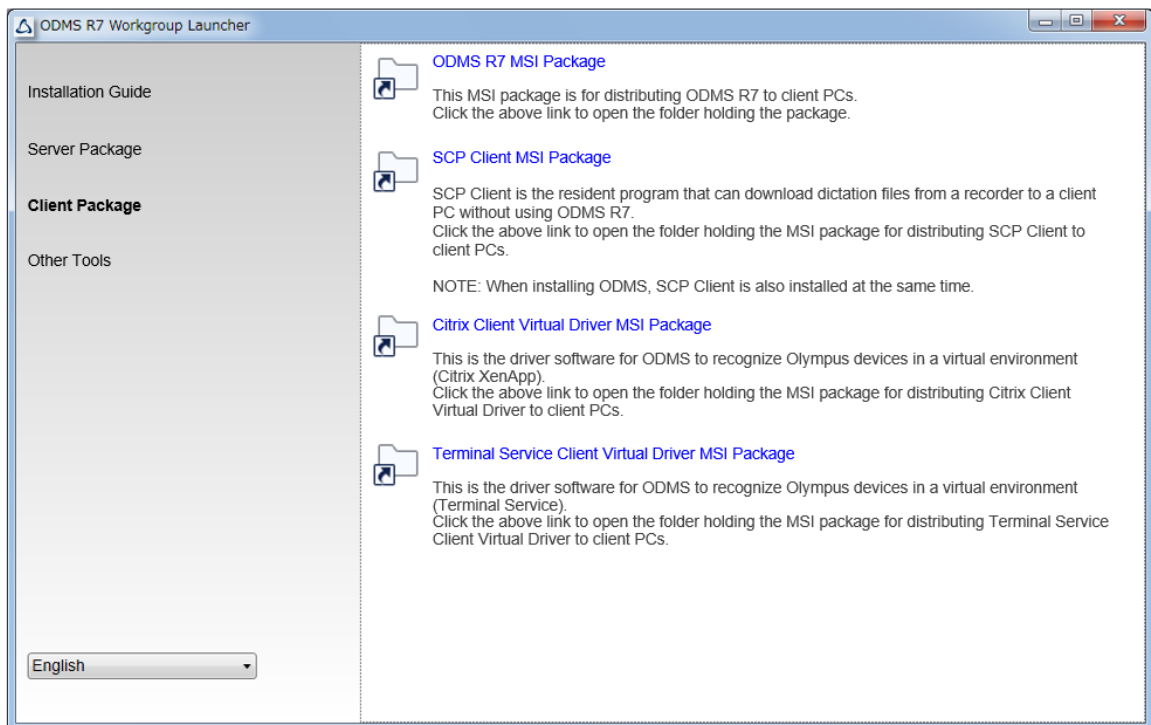 ODMS R7 Workgroup Launcher
Installation Guide
Server Package
Client Package
Other Tools
English
ODMS R7 MSI Package
This MSI package is for distributing ODMS R7 to client PCs.
Click the above link to open the folder holding the package.
SCP Client MSI Package
SCP Client is the resident program that can download dictation files from a recorder to a client
PC without using ODMS R7.
Click the above link to open the folder holding the MSI package for distributing SCP Client to
client PCs.
NOTE: When installing ODMS, SCP Client is also installed at the same time.
Citrix Client Virtual Driver MSI Package
This is the driver software for ODMS to recognize Olympus devices in a virtual environment
(Citrix XenApp).
Click the above link to open the folder holding the MSI package for distributing Citrix Client
Virtual Driver to client PCs.
Terminal Service Client Virtual Driver MSI Package
This is the driver software for ODMS to recognize Olympus devices in a virtual environment
(Terminal Service).
Click the above link to open the folder holding the MSI package for distributing Terminal Service
Client Virtual Driver to client PCs.